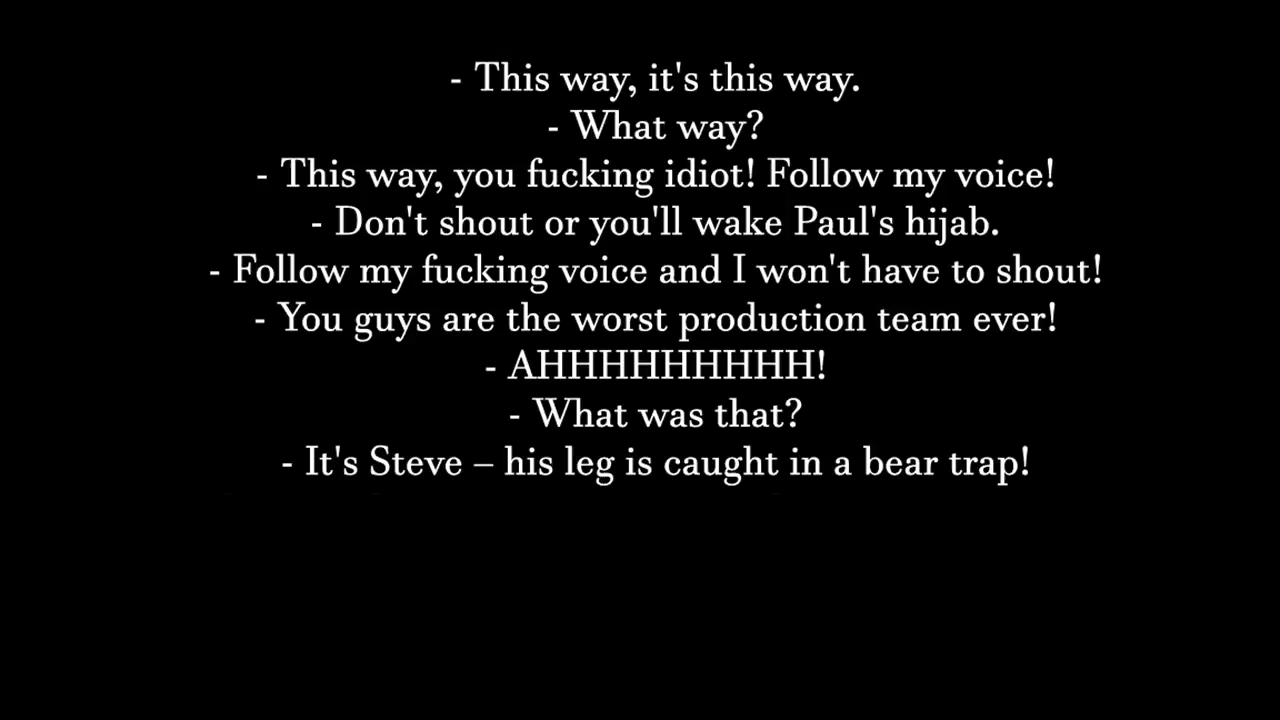 - This way, it's this way.
- What way?
- This way, you fucking idiot! Follow my voice!
- Don't shout or you'll wake Paul's hijab.
- Follow my fucking voice and I won't have to shout!
- You guys are the worst production team ever!
- AHHHHHHHHHH!
- What was that?
- It's Steve – his leg is caught in a bear trap!